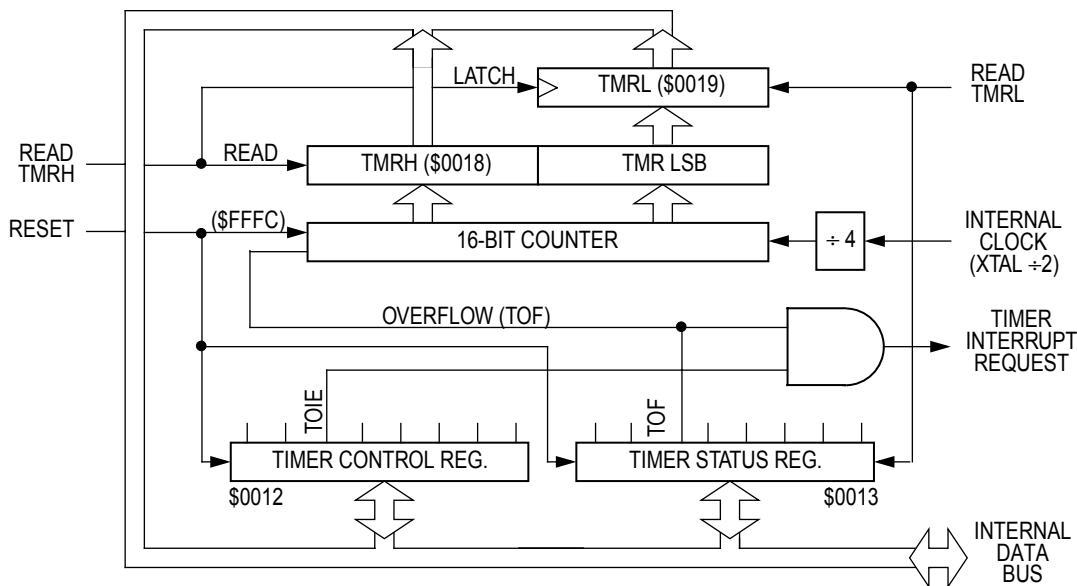 LATCH
TMRL ($0019)
READ
TMRL
READ
TMRH
READ
TMRH ($0018)
TMR LSB
RESET
($FFFC)
16-BIT COUNTER
÷ 4
INTERNAL
CLOCK
(XTAL ÷2)
OVERFLOW (TOF)
TIMER
INTERRUPT
REQUEST
TOIE
TOF
TIMER CONTROL REG.
TIMER STATUS REG.
$0012
$0013
INTERNAL
DATA
BUS